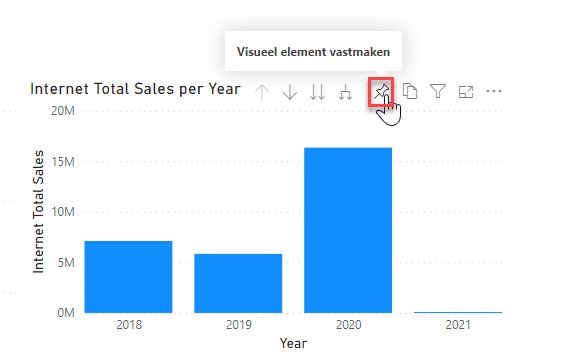 Visueel element vastmaken
Internet Total Sales per Year
20M
15M
10M
5M
0M
Internet Total Sales
2018 2019 2020 2021
Year